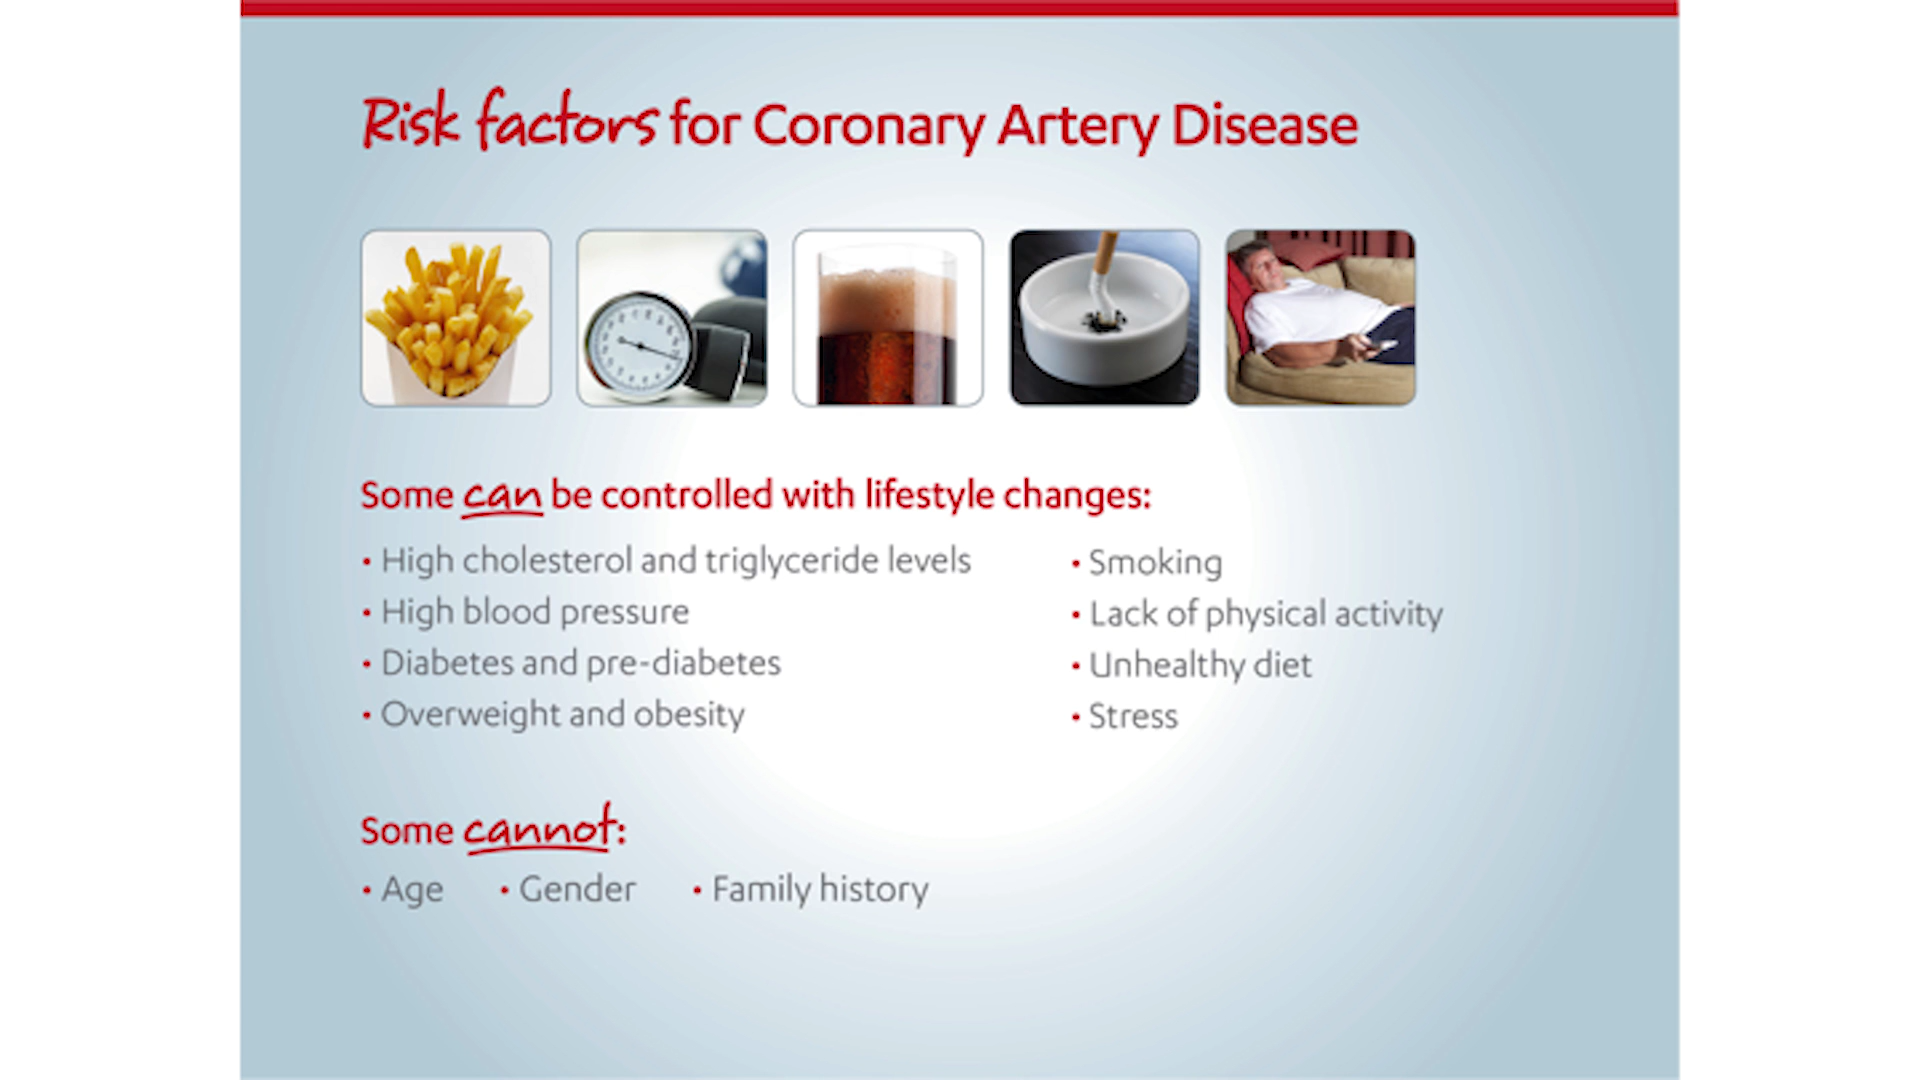 Risk factors for Coronary Artery Disease
Some can be controlled with lifestyle changes:
• High cholesterol and triglyceride levels
• High blood pressure
• Diabetes and pre-diabetes
• Overweight and obesity
• Smoking
• Lack of physical activity
• Unhealthy diet
• Stress
Some cannot:
• Age • Gender • Family history